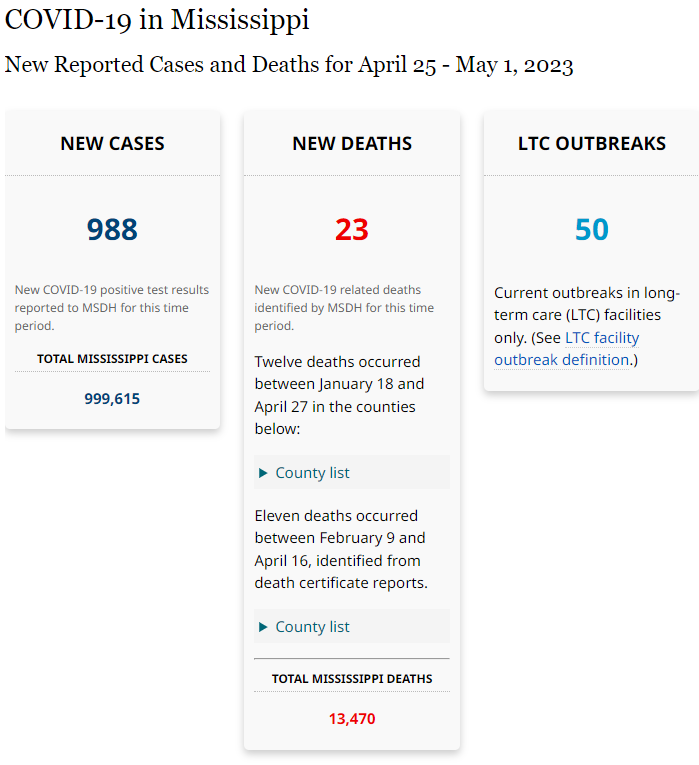 COVID-19 in Mississippi
New Reported Cases and Deaths for April 25 - May 1, 2023
NEW CASES
988
New COVID-19 positive test results
reported to MSDH for this time
period.
TOTAL MISSISSIPPI CASES
999,615
NEW DEATHS
23
New COVID-19 related deaths
identified by MSDH for this time
period.
Twelve deaths occurred
between January 18 and
April 27 in the counties
below:
County list
Eleven deaths occurred
between February 9 and
April 16, identified from
death certificate reports.
County list
TOTAL MISSISSIPPI DEATHS
13,470
LTC OUTBREAKS
50
Current outbreaks in long-
term care (LTC) facilities
only. (See LTC facility
outbreak definition.)